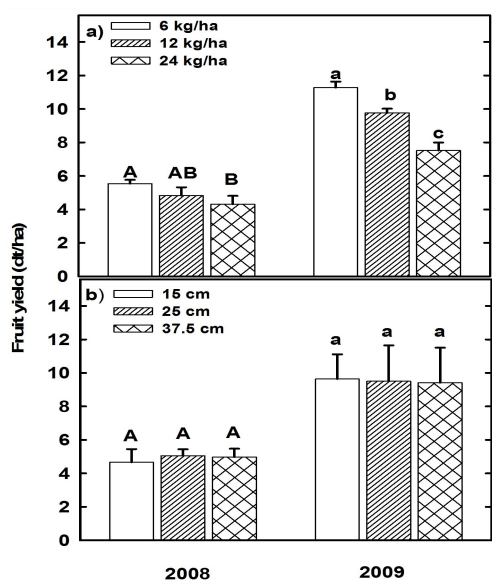 a)
6 kg/ha
12 kg/ha
24 kg/ha
14
12
10
8
6
4
2
0
A
AB
B
a
b
c
Fruit yield (dt/ha)
b)
15 cm
25 cm
37.5 cm
14
12
10
8
6
4
2
0
A
A
A
a
a
a
2008
2009